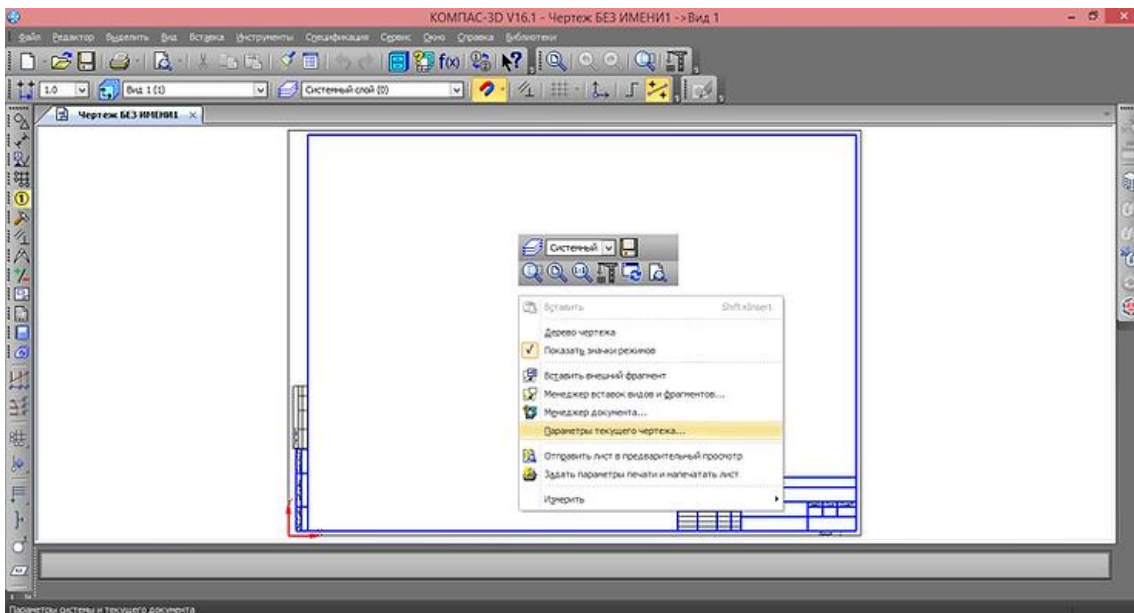 КОМПАС-3D V16.1 - Чертеж БЕЗ ИМЕНИ1 ->Вид 1
Файл Редактор Выделить Вид Вставка Инструменты Спецификация Сервис Окно Справка Библиотеки
f(x)
1.0 Вид 1 (1) Системный слой (0)
Чертеж БЕЗ ИМЕНИ1
Системный
Вставить Shift+Insert
Дерево чертежа
Показать значки режимов
Вставить внешний фрагмент
Менеджер вставок видов и фрагментов...
Менеджер документа...
Параметры текущего чертежа...
Отправить лист в предварительный просмотр
Задать параметры печати и напечатать лист
Измерить
Параметры системы и текущего документа